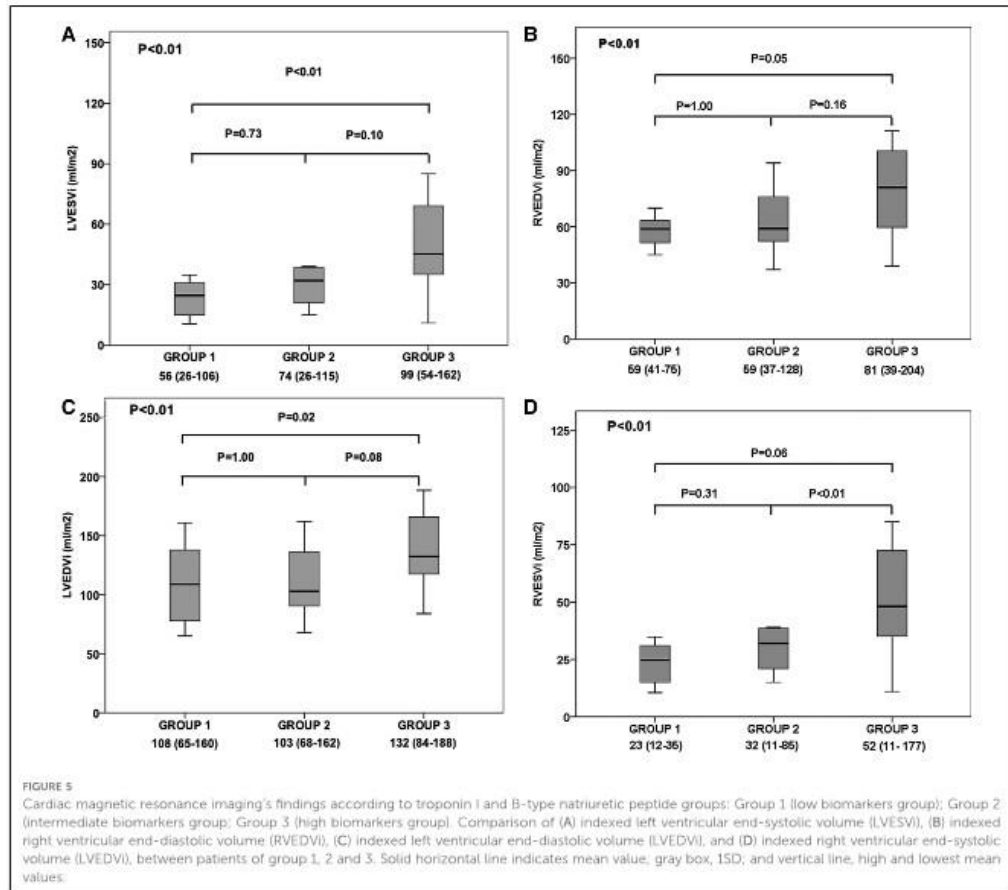 A
P<0.01
P<0.01
P=0.73
P=0.10
LVESVi (ml/m2)
150
120
90
60
30
0
GROUP 1 GROUP 2 GROUP 3
56 (26-106) 74 (26-115) 99 (54-162)
B
P<0.01
P=0.05
P=1.00
P=0.16
RVEDVi (ml/m2)
150
120
90
60
30
0
GROUP 1 GROUP 2 GROUP 3
59 (41-75) 59 (37-128) 81 (39-204)
C
P<0.01
P=0.02
P=1.00
P=0.08
LVEDVi (ml/m2)
250
200
150
100
50
0
GROUP 1 GROUP 2 GROUP 3
108 (65-160) 103 (68-162) 132 (84-188)
D
P<0.01
P=0.06
P=0.31
P<0.01
RVESVi (ml/m2)
125
100
75
50
25
0
GROUP 1 GROUP 2 GROUP 3
23 (12-35) 32 (11-85) 52 (11- 177)
FIGURE 5
Cardiac magnetic resonance imaging's findings according to troponin I and B-type natriuretic peptide groups: Group 1 (low biomarkers group); Group 2
(intermediate biomarkers group; Group 3 (high biomarkers group). Comparison of (A) indexed left ventricular end-systolic volume (LVESVi), (B) indexed
right ventricular end-diastolic volume (RVEDVi), (C) indexed left ventricular end-diastolic volume (LVEDVi), and (D) indexed right ventricular end-systolic
volume (LVEDVi), between patients of group 1, 2 and 3. Solid horizontal line indicates mean value; gray box, 1SD; and vertical line, high and lowest mean
values.